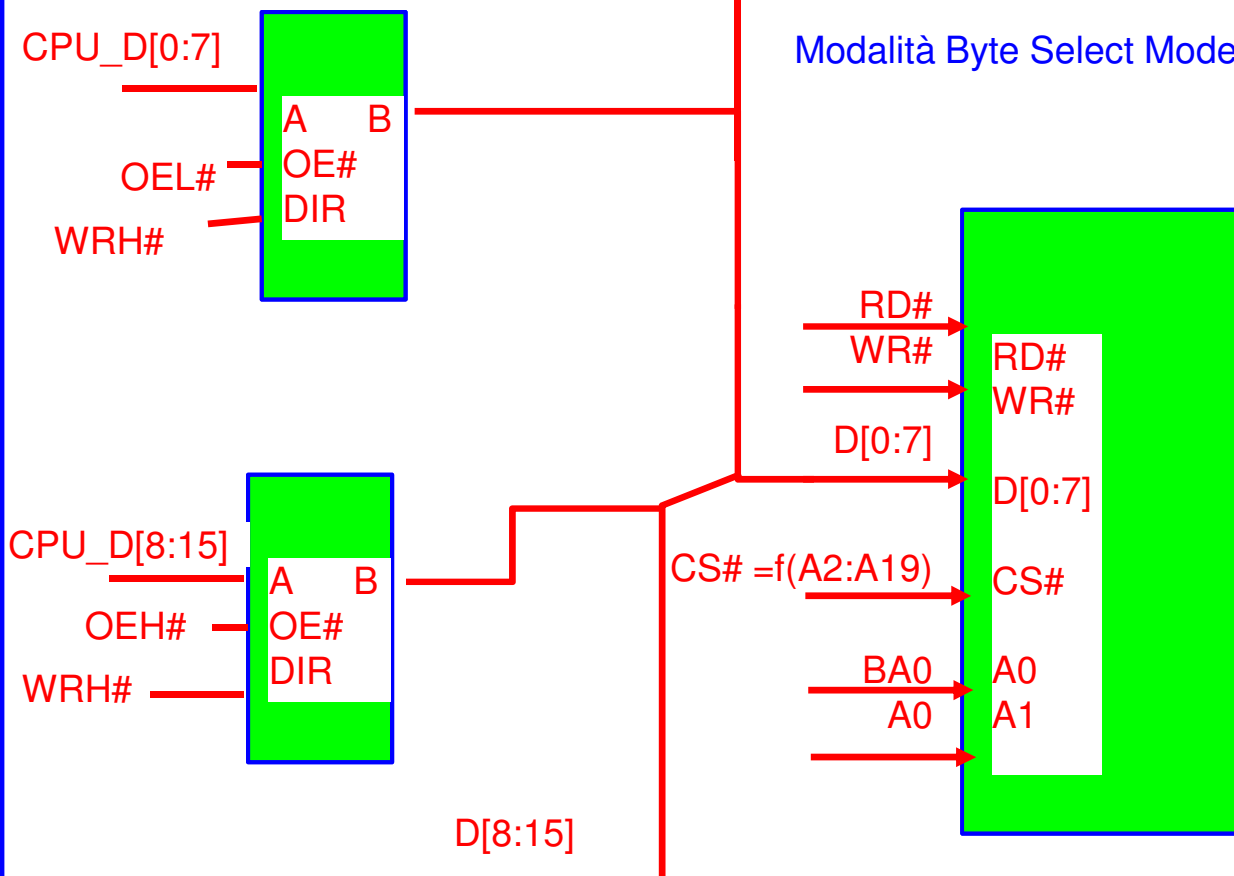 CPU_D[0:7]
OEL#
WRH#
A B
OE#
DIR
Modalità Byte Select Mode
CPU_D[8:15]
OEH#
WRH#
A B
OE#
DIR
D[8:15]
RD#
WR#
D[0:7]
CS# =f(A2:A19)
BA0
A0
RD#
WR#
D[0:7]
CS#
A0
A1